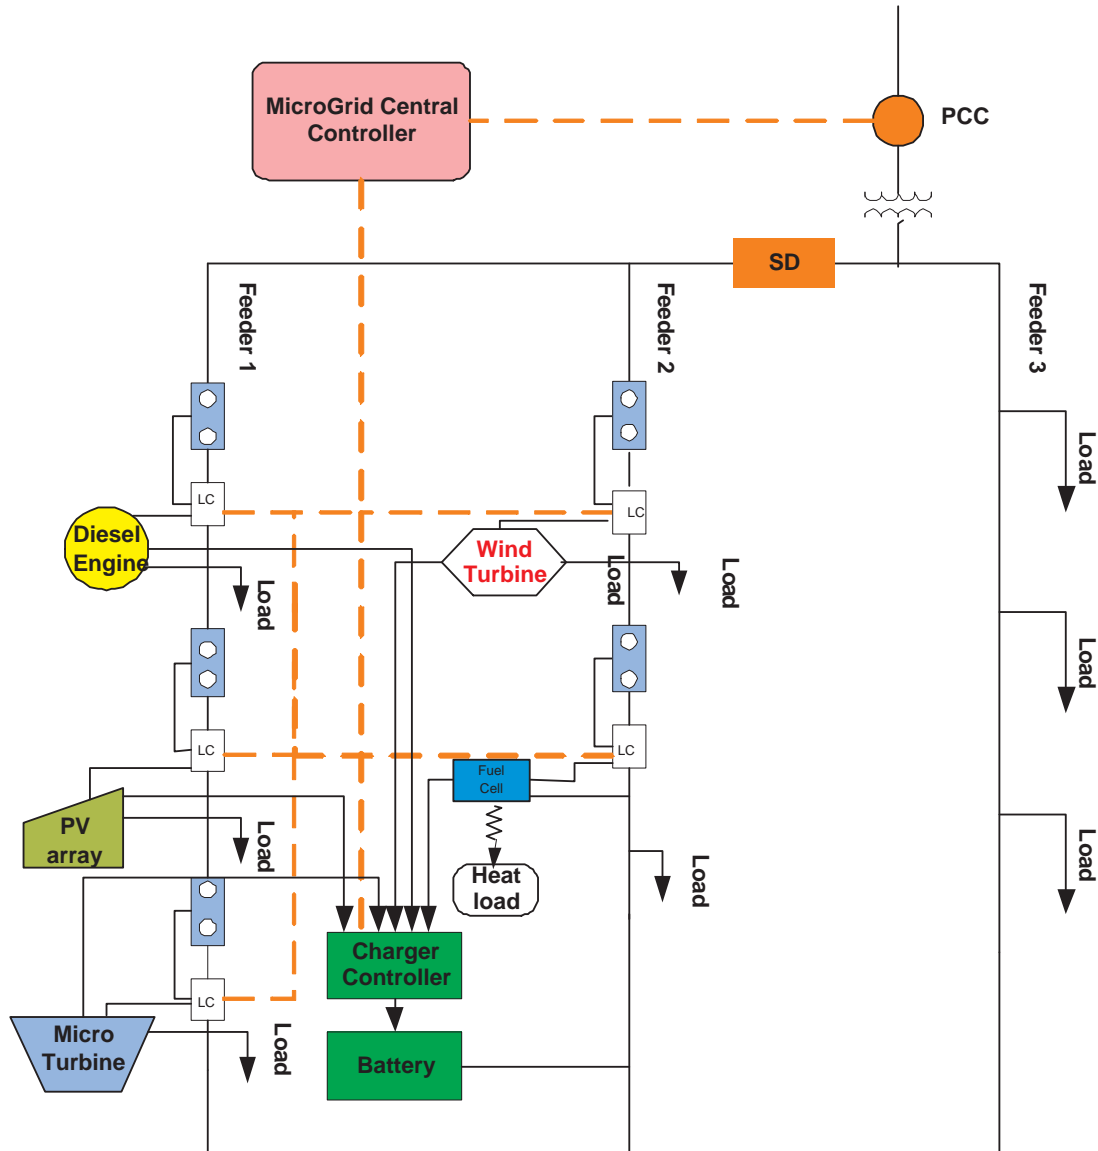 MicroGrid Central
Controller
PCC
SD
Feeder 1
Feeder 2
Feeder 3
Load
LC
LC
Diesel
Engine
Wind
Turbine
Load
Load
Load
Load
LC
LC
Fuel
Cell
PV
array
Load
Heat
load
Load
Load
Charger
Controller
LC
Micro
Turbine
Load
Battery